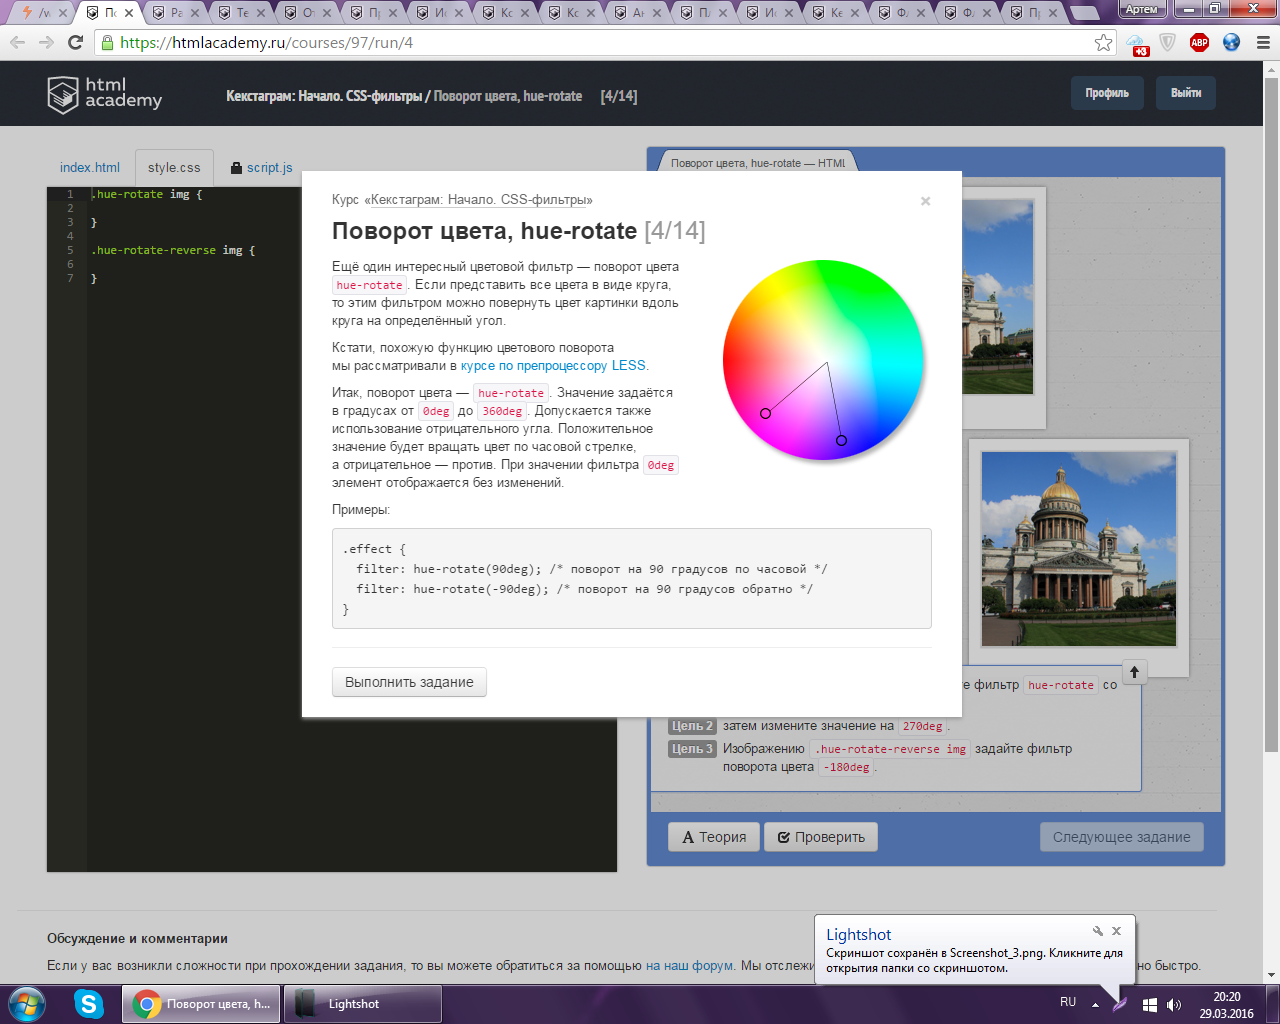 /w
По
Ра
Те
От
Пр
Ис
Ко
Ко
Ан
Пл
Ис
Ке
Фл
Фл
Пр
Артем
https://htmlacademy.ru/courses/97/run/4
+3
ABP
html
academy
Кекстаграм: Начало. CSS-фильтры / Поворот цвета, hue-rotate [4/14]
Профиль
Выйти
index.html
style.css
script.js
Поворот цвета, hue-rotate — HTML
1 .hue-rotate img {
2
3 }
4
5 .hue-rotate-reverse img {
6
7 }
Курс «Кекстаграм: Начало. CSS-фильтры»
×
Поворот цвета, hue-rotate [4/14]
Ещё один интересный цветовой фильтр — поворот цвета
hue-rotate. Если представить все цвета в виде круга,
то этим фильтром можно повернуть цвет картинки вдоль
круга на определённый угол.
Кстати, похожую функцию цветового поворота
мы рассматривали в курсе по препроцессору LESS.
Итак, поворот цвета — hue-rotate. Значение задаётся
в градусах от 0deg до 360deg. Допускается также
использование отрицательного угла. Положительное
значение будет вращать цвет по часовой стрелке,
а отрицательное — против. При значении фильтра 0deg
элемент отображается без изменений.
Примеры:
.effect {
filter: hue-rotate(90deg); /* поворот на 90 градусов по часовой */
filter: hue-rotate(-90deg); /* поворот на 90 градусов обратно */
}
Выполнить задание
е фильтр hue-rotate со
Цель 2 затем измените значение на 270deg.
Цель 3 Изображению .hue-rotate-reverse img задайте фильтр
поворота цвета -180deg.
Теория
Проверить
Следующее задание
Обсуждение и комментарии
Если у вас возникли сложности при прохождении задания, то вы можете обратиться за помощью на наш форум. Мы отслежи
но быстро.
Lightshot
Скриншот сохранён в Screenshot_3.png. Кликните для
открытия папки со скриншотом.
Поворот цвета, h...
Lightshot
RU
20:20
29.03.2016